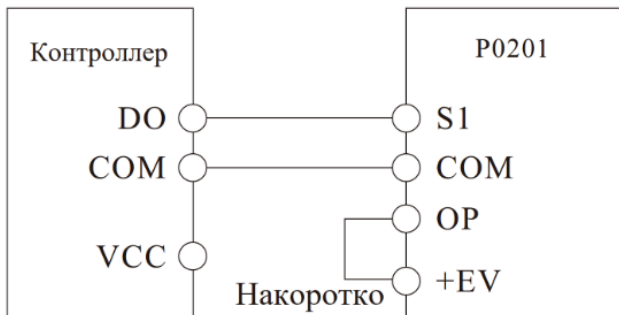 Контроллер
P0201
DO
S1
COM
COM
OP
VCC
Накоротко
+EV